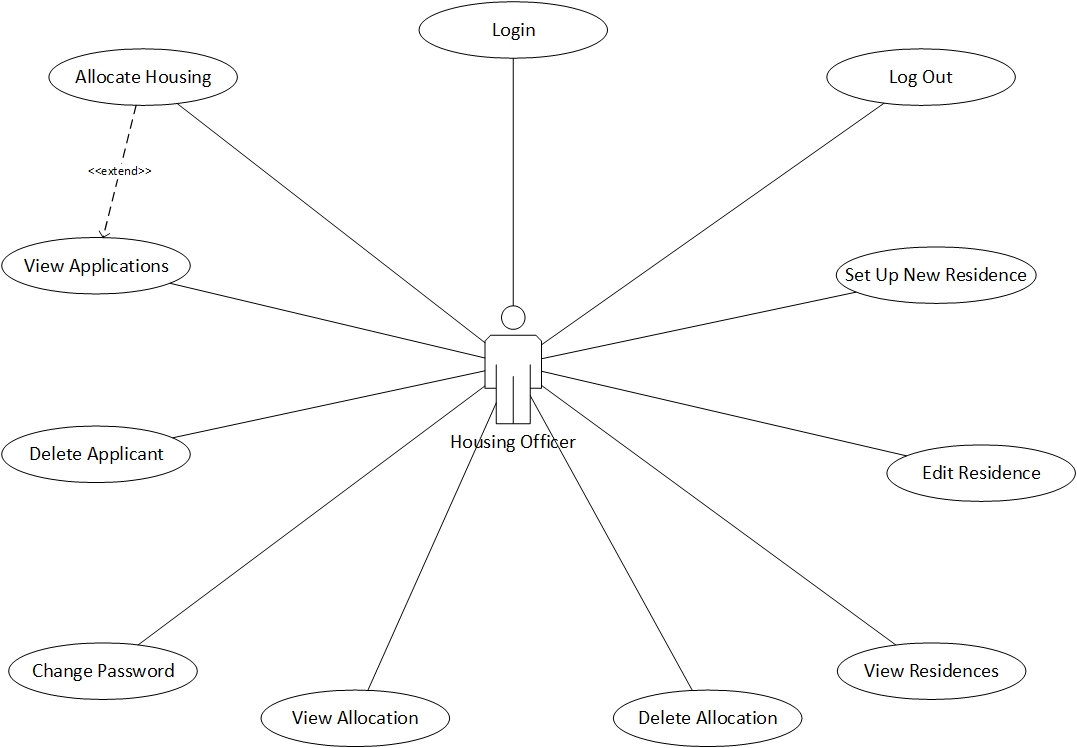 Login
Allocate Housing
Log Out
<<extend>>
View Applications
Set Up New Residence
Housing Officer
Delete Applicant
Edit Residence
Change Password
View Residences
View Allocation
Delete Allocation